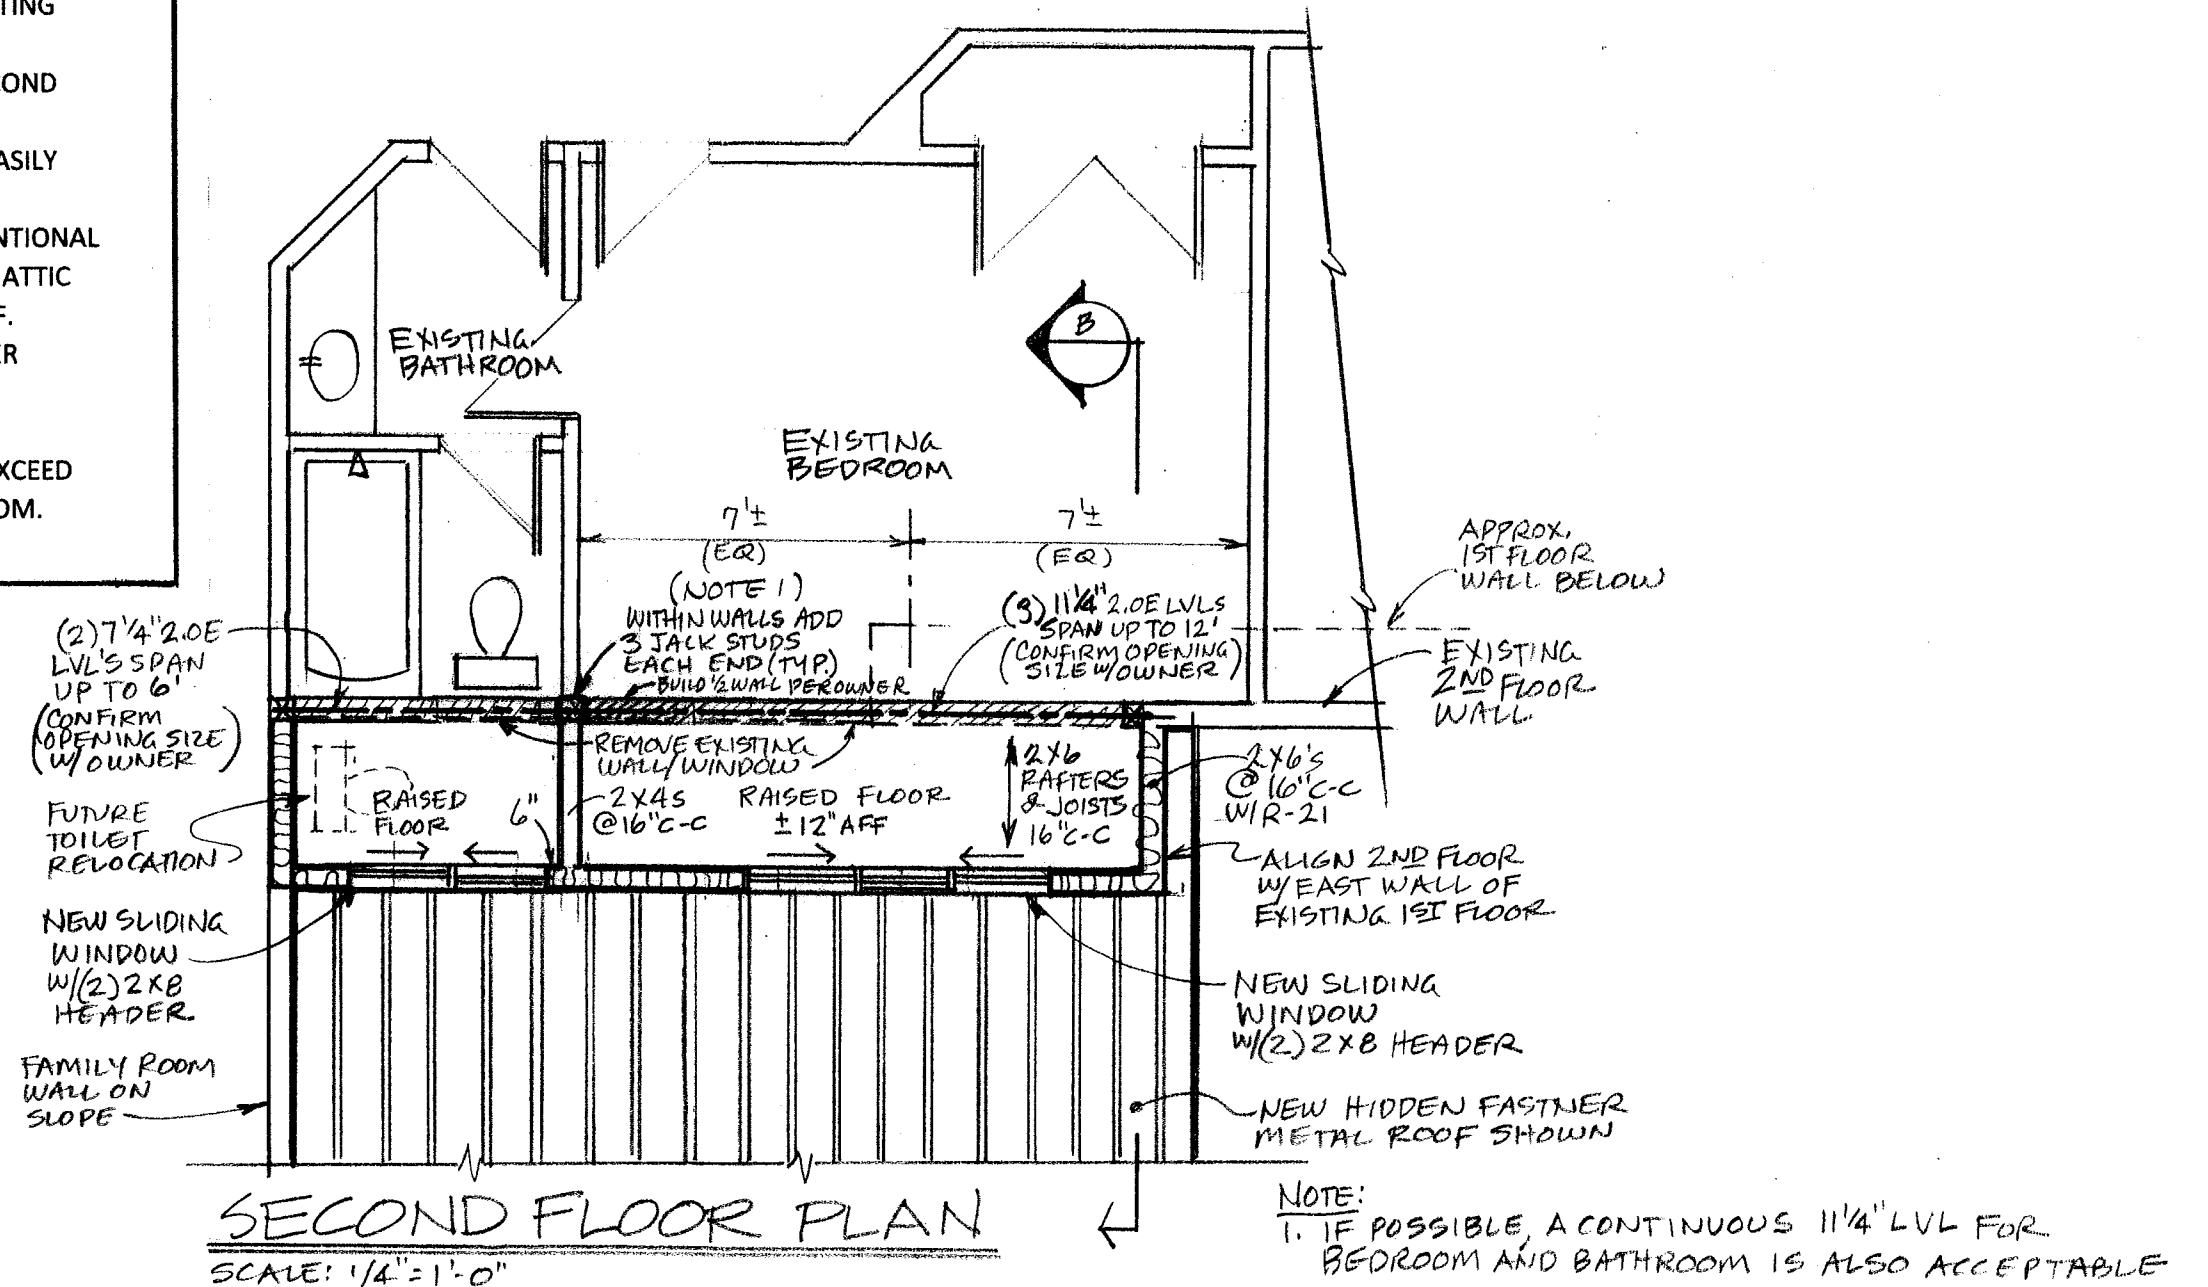 TING
COND
ASILY
NTIONAL
ATTIC
F.
ER
XCEED
OM.
EXISTING
BATHROOM
B
EXISTING
BEDROOM
7'±
(EQ)
7'±
(EQ)
(NOTE 1)
WITHIN WALLS ADD
3 JACK STUDS
EACH END (TYP.)
BUILD 1/2 WALL PER OWNER
(3) 11 1/4" 2.0E LVLS
SPAN UP TO 12'
(CONFIRM OPENING
SIZE W/OWNER)
APPROX.
1ST FLOOR
WALL BELOW
EXISTING
2ND FLOOR
WALL
(2) 7 1/4" 2.0E
LVL'S SPAN
UP TO 6'
(CONFIRM
OPENING SIZE
W/OWNER)
REMOVE EXISTING
WALL/WINDOW
RAISED
FLOOR
6"
2X4S
@16"C-C
RAISED FLOOR
±12" AFF
2X6
RAFTERS
& JOISTS
16"C-C
2X6'S
@16"C-C
W/R-21
FUTURE
TOILET
RELOCATION
ALIGN 2ND FLOOR
W/EAST WALL OF
EXISTING 1ST FLOOR
NEW SLIDING
WINDOW
W/(2) 2X8
HEADER
NEW SLIDING
WINDOW
W/(2) 2X8 HEADER
FAMILY ROOM
WALL ON
SLOPE
NEW HIDDEN FASTNER
METAL ROOF SHOWN
SECOND FLOOR PLAN
SCALE: 1/4"=1'-0"
NOTE:
1. IF POSSIBLE, A CONTINUOUS 11 1/4" LVL FOR
BEDROOM AND BATHROOM IS ALSO ACCEPTABLE